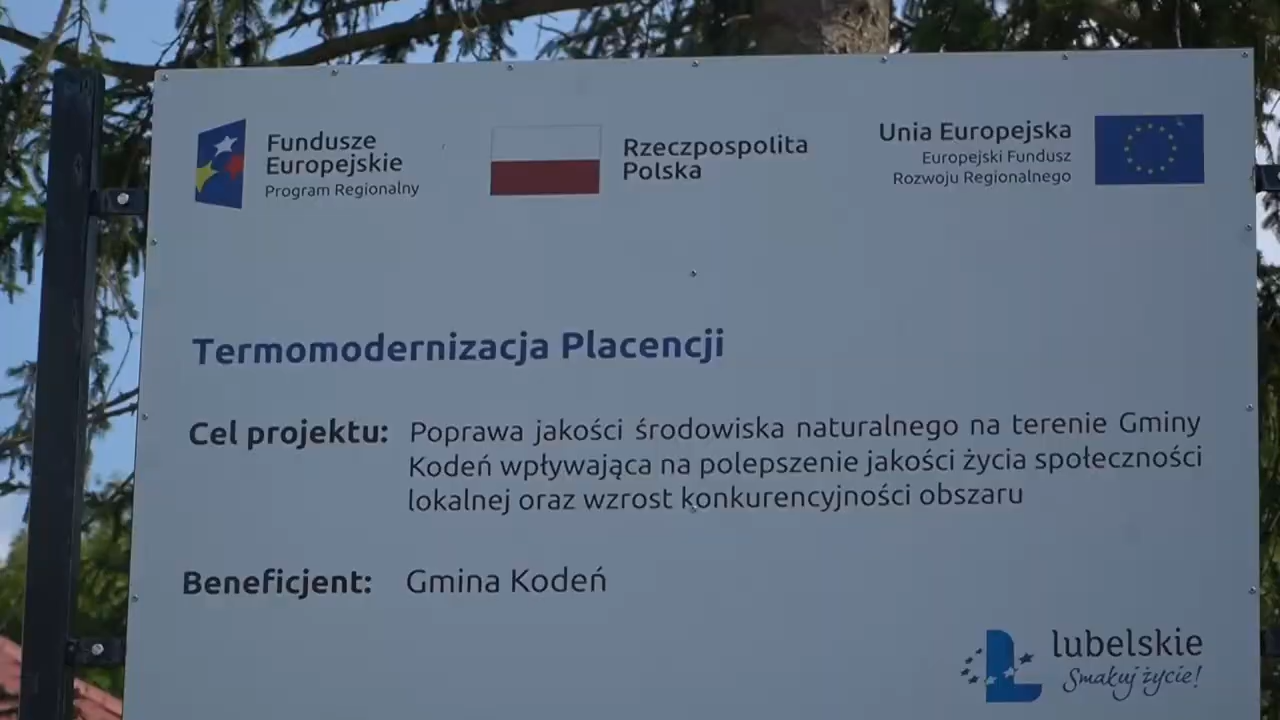 Fundusze
Europejskie
Program Regionalny
Rzeczpospolita
Polska
Unia Europejska
Europejski Fundusz
Rozwoju Regionalnego
Termomodernizacja Placencji
Cel projektu: Poprawa jakości środowiska naturalnego na terenie Gminy
Kodeń wpływająca na polepszenie jakości życia społeczności
lokalnej oraz wzrost konkurencyjności obszaru
Beneficjent: Gmina Kodeń
lubelskie
Smakuj życie!